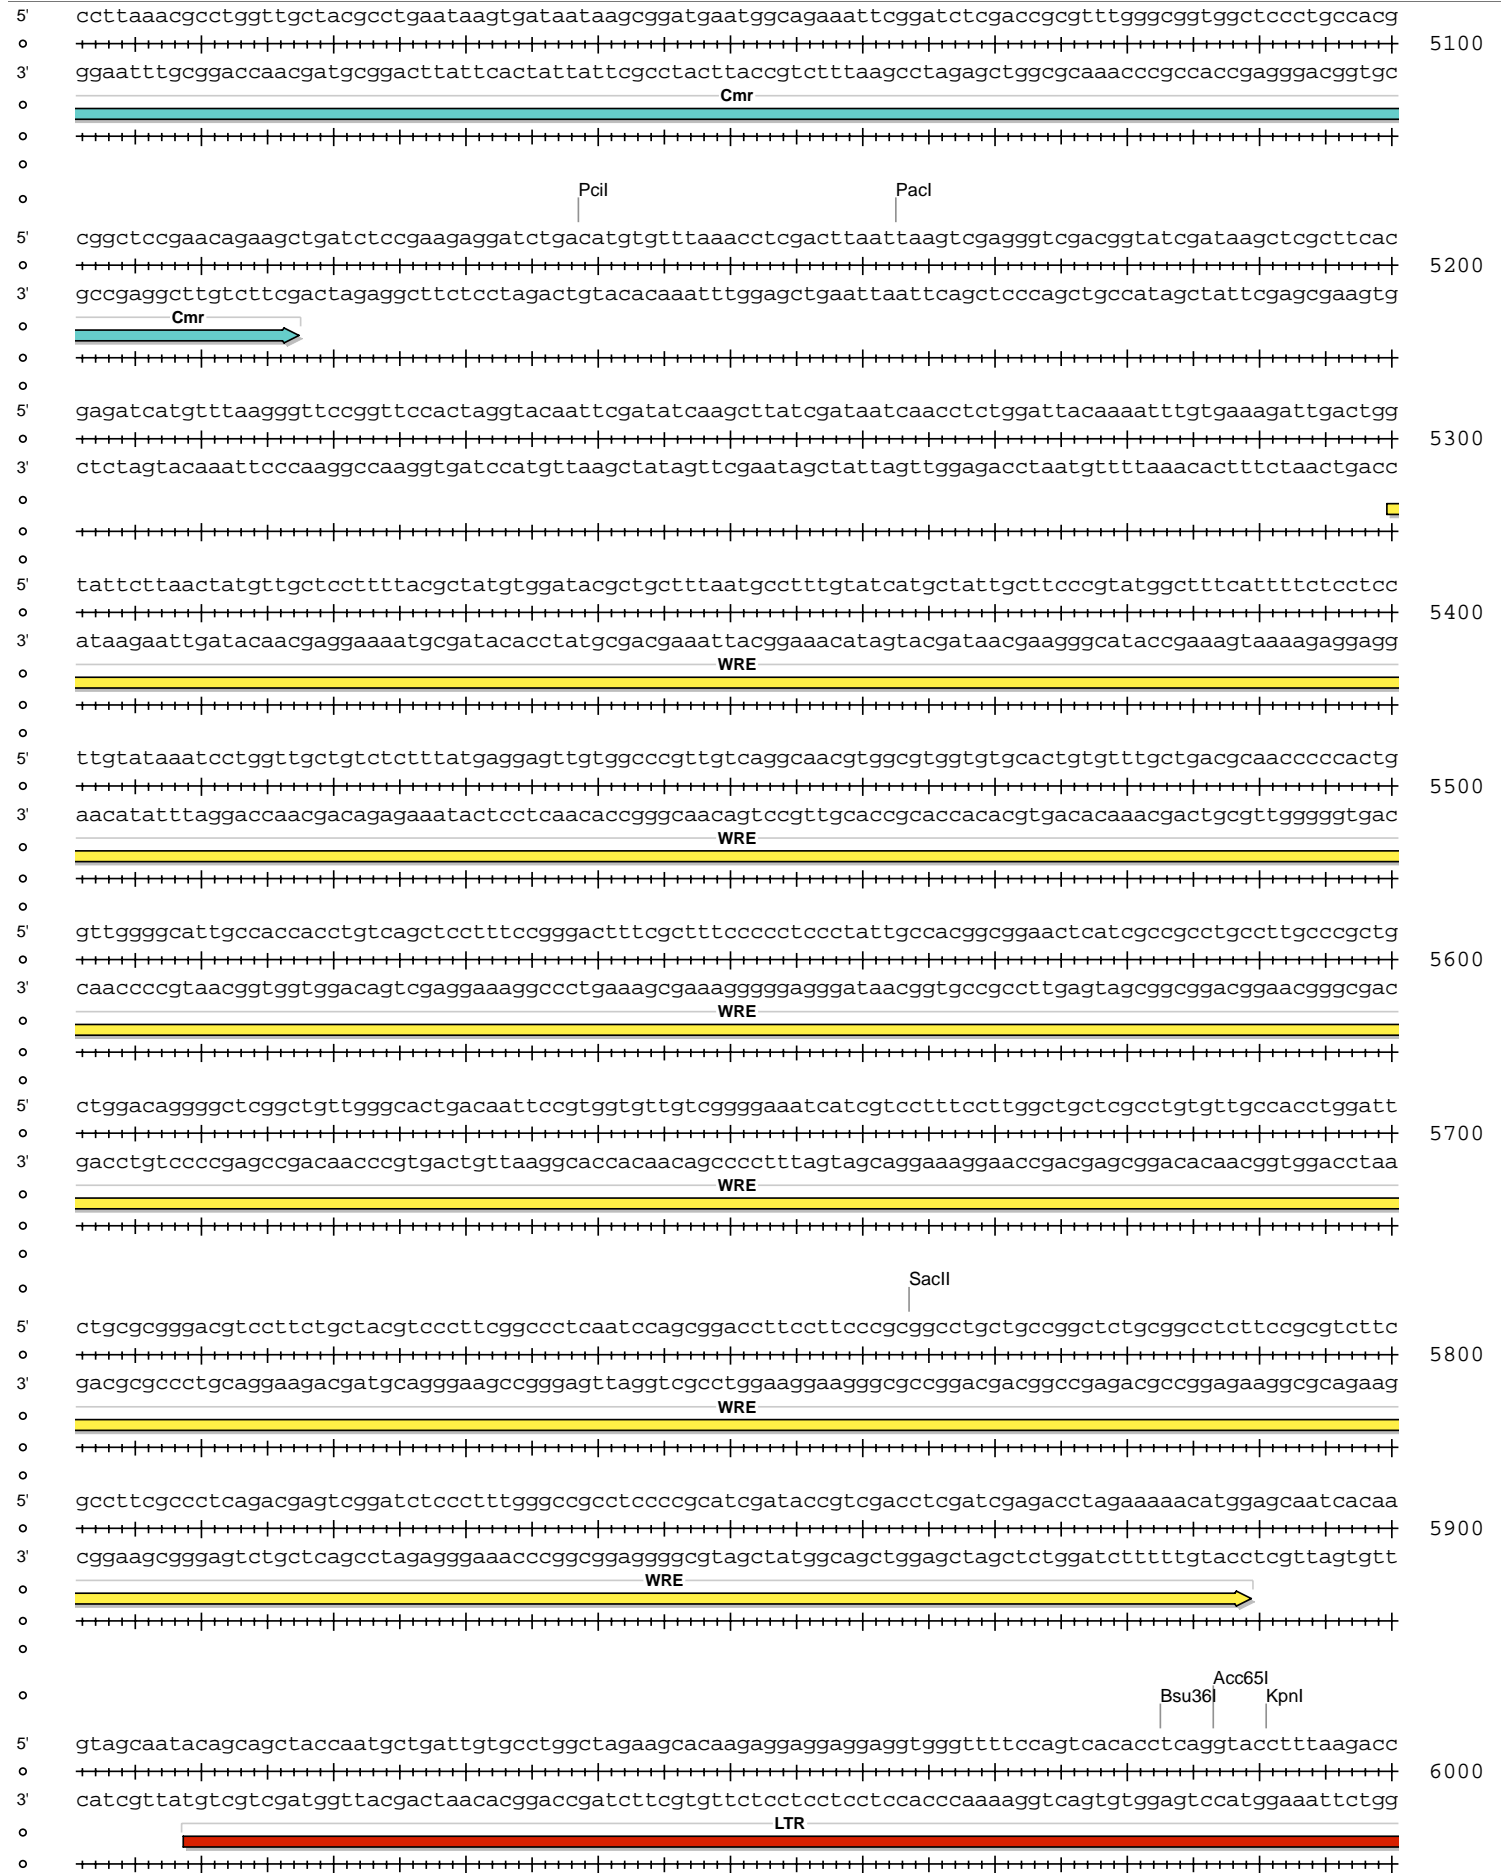 5' ccttaaacgcctggttgctacgcctgaataagtgataataagcggatgaatggcagaaattcggatctcgaccgcgtttgggcggtggctccctgccacg
5100
3' ggaatttgcggaccaacgatgcggacttattcactattattcgcctacttaccgtctttaagcctagagctggcgcaaacccgccaccgagggacggtgc
Cmr
PciI PacI
5' cggctccgaacagaagctgatctccgaagaggatctgacatgtgtttaaacctcgacttaattaagtcgagggtcgacggtatcgataagctcgcttcac
5200
3' gccgaggcttgtcttcgactagaggcttctcctagactgtacacaaatttggagctgaattaattcagctcccagctgccatagctattcgagcgaagtg
Cmr
5' gagatcatgtttaagggttccggttccactaggtacaattcgatatcaagcttatcgataatcaacctctggattacaaaatttgtgaaagattgactgg
5300
3' ctctagtacaaattcccaaggccaaggtgatccatgttaagctatagttcgaatagctattagttggagacctaatgttttaaacactttctaactgacc
5' tattcttaactatgttgctccttttacgctatgtggatacgctgctttaatgcctttgtatcatgctattgcttcccgtatggctttcattttctcctcc
5400
3' ataagaattgatacaacgaggaaaatgcgatacacctatgcgacgaaattacggaaacatagtacgataacgaagggcataccgaaagtaaaagaggagg
WRE
5' ttgtataaatcctggttgctgtctctttatgaggagttgtggcccgttgtcaggcaacgtggcgtggtgtgcactgtgtttgctgacgcaacccccactg
5500
3' aacatatttaggaccaacgacagagaaatactcctcaacaccgggcaacagtccgttgcaccgcaccacacgtgacacaaacgactgcgttgggggtgac
WRE
5' gttggggcattgccaccacctgtcagctcctttccgggactttcgctttccccctccctattgccacggcggaactcatcgccgcctgccttgcccgctg
5600
3' caaccccgtaacggtggtggacagtcgaggaaaggccctgaaagcgaaagggggagggataacggtgccgccttgagtagcggcggacggaacgggcgac
WRE
5' ctggacaggggctcggctgttgggcactgacaattccgtggtgttgtcggggaaatcatcgtcctttccttggctgctcgcctgtgttgccacctggatt
5700
3' gacctgtccccgagccgacaacccgtgactgttaaggcaccacaacagcccctttagtagcaggaaaggaaccgacgagcggacacaacggtggacctaa
WRE
SacII
5' ctgcgcgggacgtccttctgctacgtcccttcggccctcaatccagcggaccttccttcccgcggcctgctgccggctctgcggcctcttccgcgtcttc
5800
3' gacgcgccctgcaggaagacgatgcagggaagccgggagttaggtcgcctggaaggaagggcgccggacgacggccgagacgccggagaaggcgcagaag
WRE
5' gccttcgccctcagacgagtcggatctccctttgggccgcctccccgcatcgataccgtcgacctcgatcgagacctagaaaaacatggagcaatcacaa
5900
3' cggaagcgggagtctgctcagcctagagggaaacccggcggaggggcgtagctatggcagctggagctagctctggatctttttgtacctcgttagtgtt
WRE
Acc65I
Bsu36I KpnI
5' gtagcaatacagcagctaccaatgctgattgtgcctggctagaagcacaagaggaggaggaggtgggttttccagtcacacctcaggtacctttaagacc
6000
3' catcgttatgtcgtcgatggttacgactaacacggaccgatcttcgtgttctcctcctcctccacccaaaaggtcagtgtggagtccatggaaattctgg
LTR